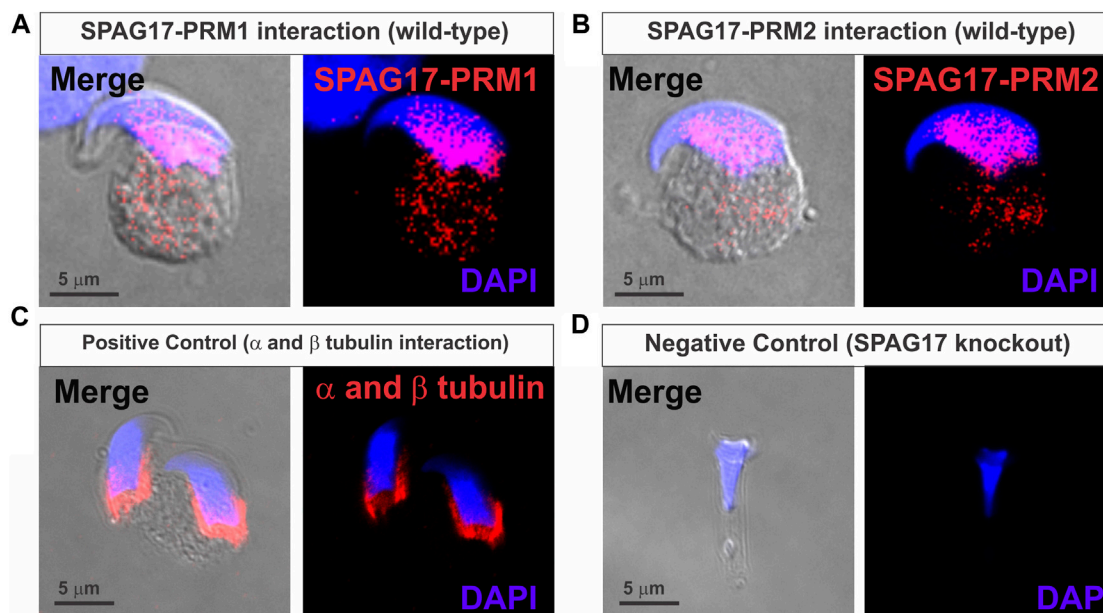 A
SPAG17-PRM1 interaction (wild-type)
Merge
SPAG17-PRM1
5 μm
DAPI
B
SPAG17-PRM2 interaction (wild-type)
Merge
SPAG17-PRM2
5 μm
DAPI
C
Positive Control (α and β tubulin interaction)
Merge
α and β tubulin
5 μm
DAPI
D
Negative Control (SPAG17 knockout)
Merge
5 μm
DAP